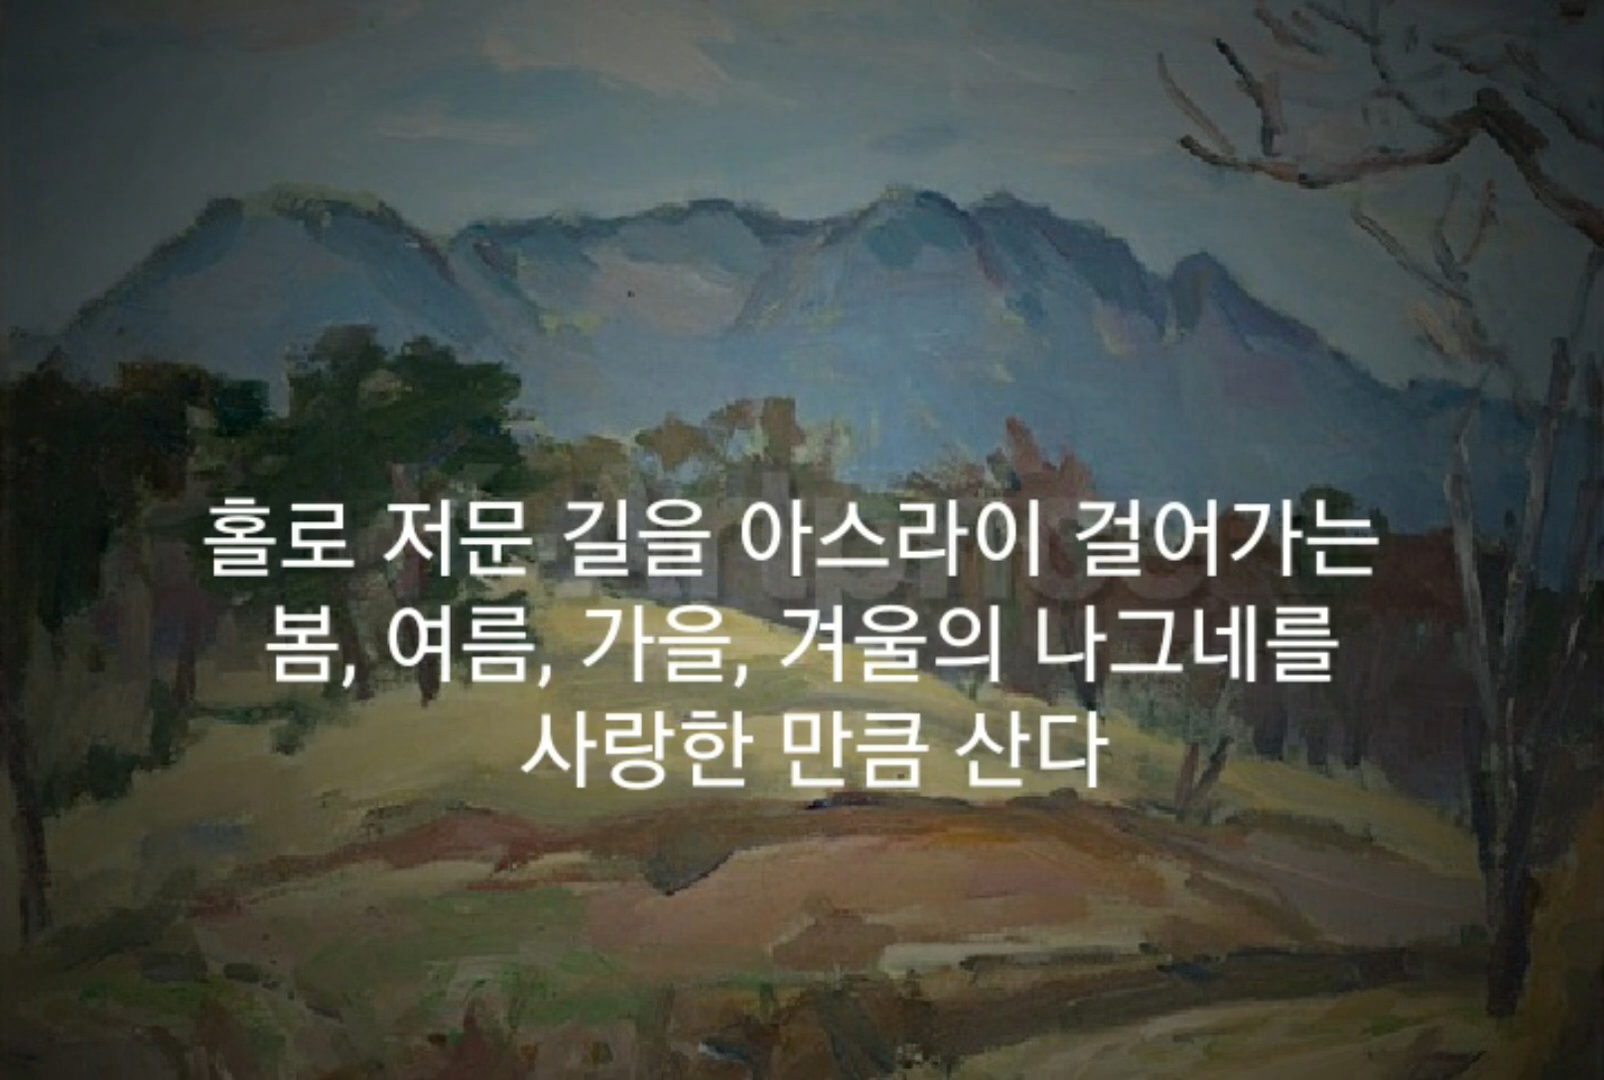 홀로 저문 길을 아스라이 걸어가는
봄, 여름, 가을, 겨울의 나그네를
사랑한 만큼 산다